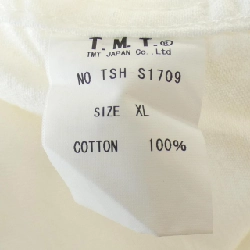 T.M.T.®
TMT JAPAN Co.,Ltd
NO TSH S1709
SIZE XL
COTTON 100%